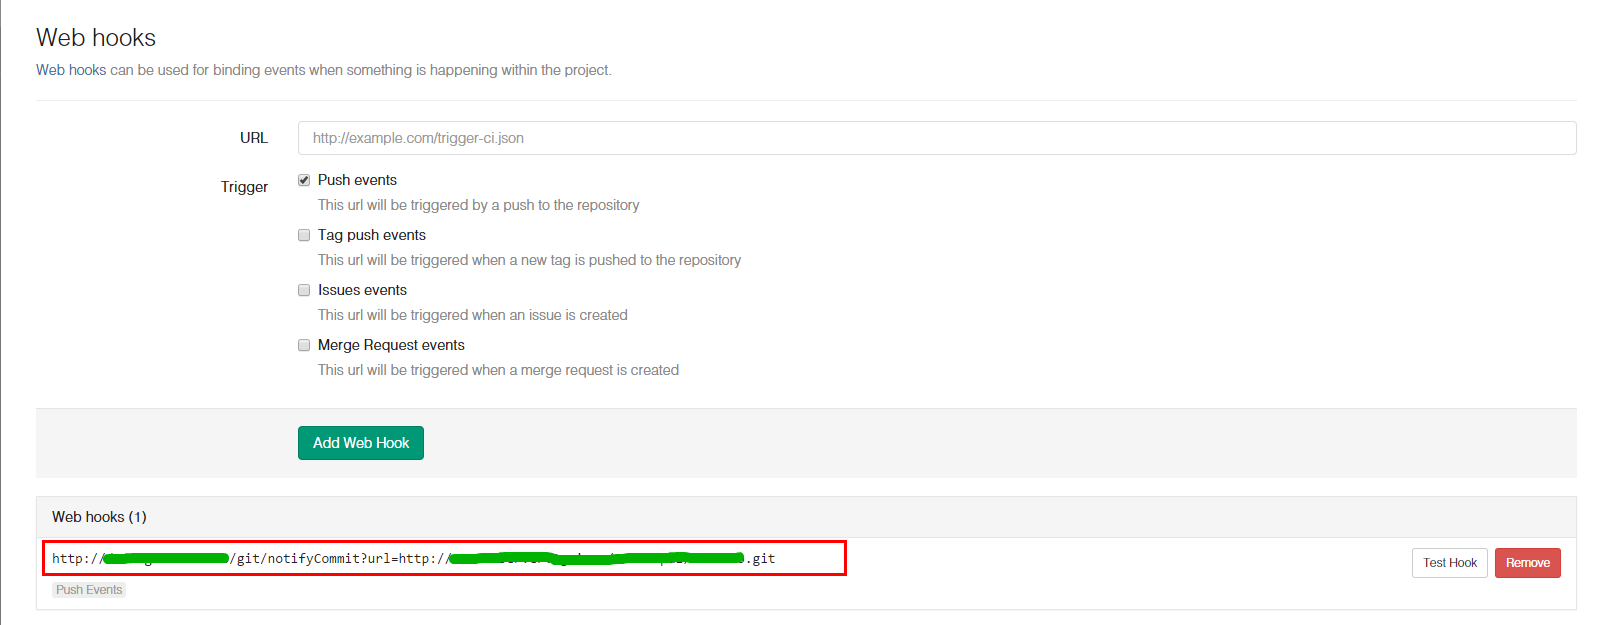 Web hooks
Web hooks can be used for binding events when something is happening within the project.
URL
http://example.com/trigger-ci.json
Trigger
Push events
This url will be triggered by a push to the repository
Tag push events
This url will be triggered when a new tag is pushed to the repository
Issues events
This url will be triggered when an issue is created
Merge Request events
This url will be triggered when a merge request is created
Add Web Hook
Web hooks (1)
http:// /git/notifyCommit?url=http:// .git
Test Hook
Remove
Push Events